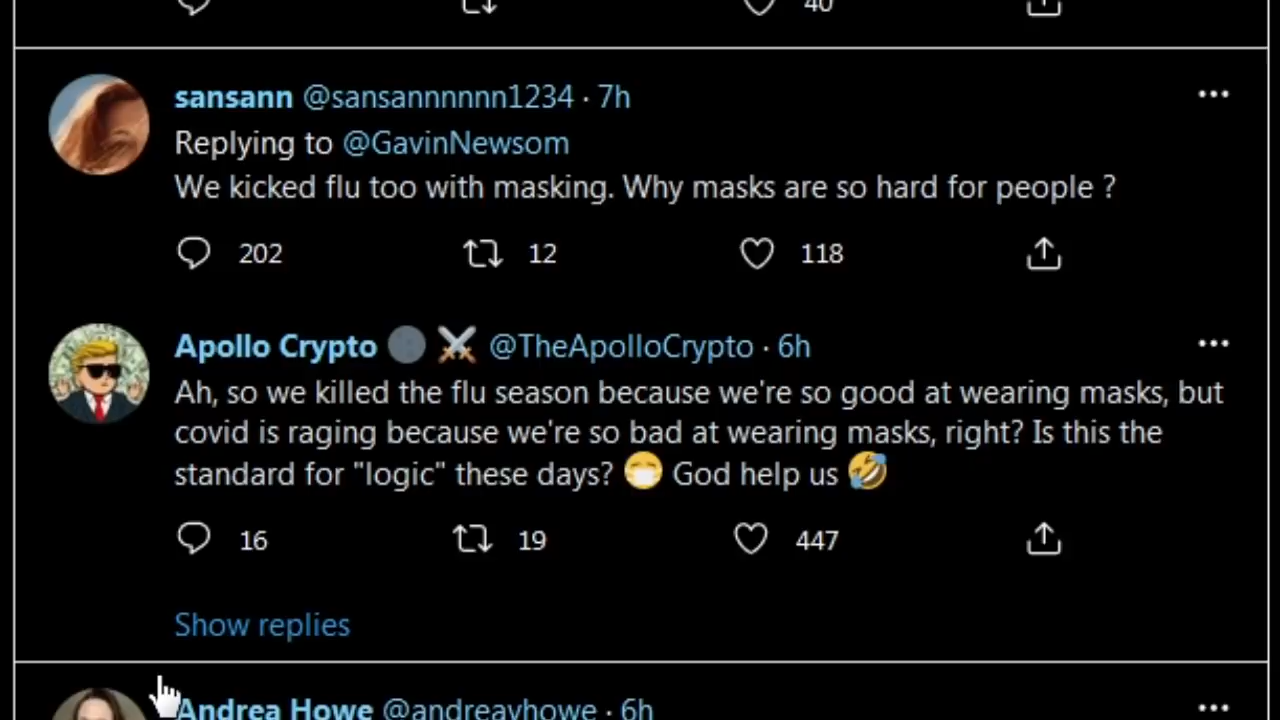 40
sansann @sansannnnnn1234 · 7h
Replying to @GavinNewsom
We kicked flu too with masking. Why masks are so hard for people ?
202 12 118
Apollo Crypto @TheApolloCrypto · 6h
Ah, so we killed the flu season because we're so good at wearing masks, but
covid is raging because we're so bad at wearing masks, right? Is this the
standard for "logic" these days? 😷 God help us 🤣
16 19 447
Show replies
Andrea Howe @andreavhowe · 6h